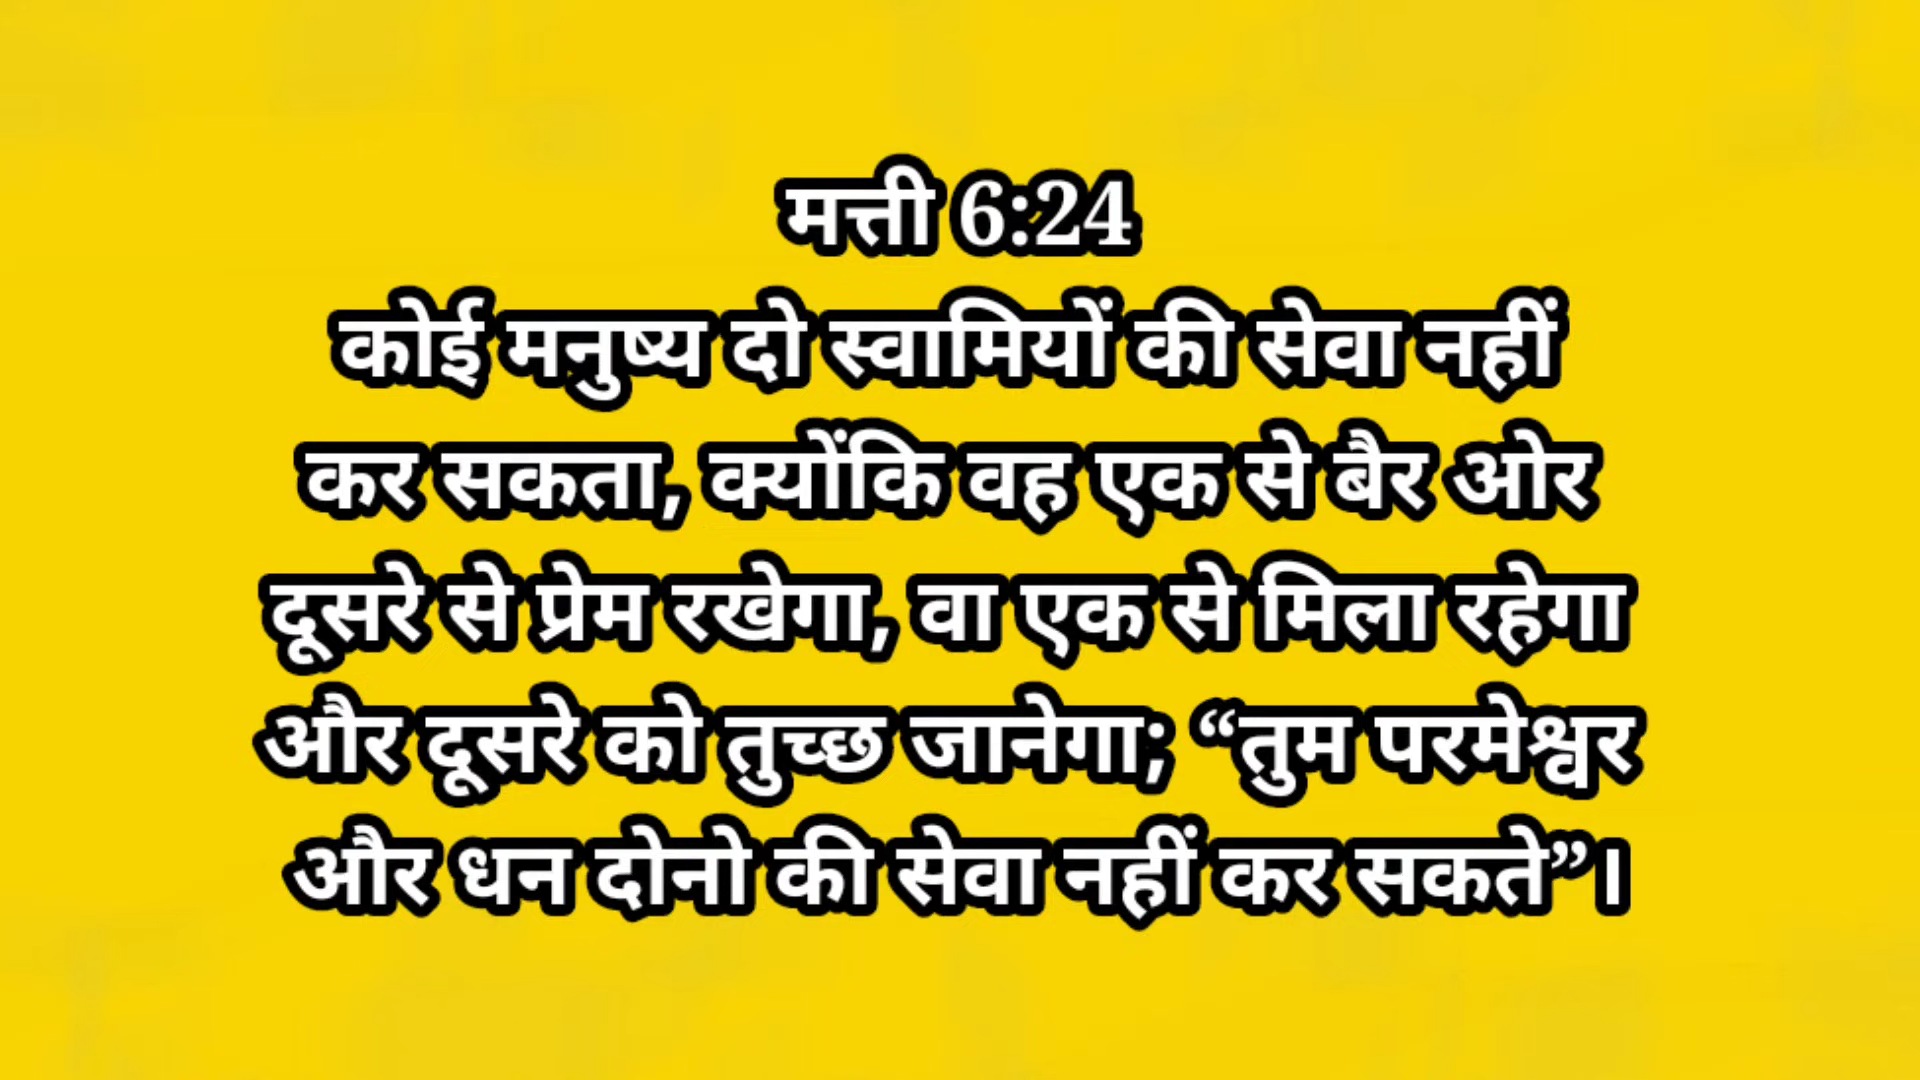 मत्ती 6:24
कोई मनुष्य दो स्वामियों की सेवा नहीं
कर सकता, क्योंकि वह एक से बैर ओर
दूसरे से प्रेम रखेगा, वा एक से मिला रहेगा
और दूसरे को तुच्छ जानेगा; “तुम परमेश्वर
और धन दोनो की सेवा नहीं कर सकते”।